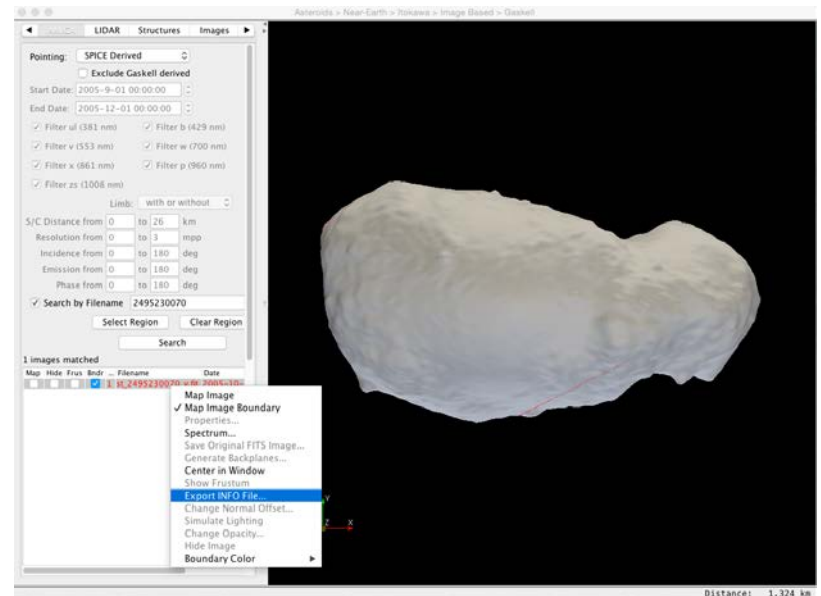 Asteroids > Near-Earth > Itokawa > Image Based > Gaskell
LIDAR Structures Images
Pointing: SPICE Derived
Exclude Gaskell derived
Start Date: 2005-9-01 00:00:00
End Date: 2005-12-01 00:00:00
Filter ul (381 nm) Filter b (429 nm)
Filter v (553 nm) Filter w (700 nm)
Filter x (861 nm) Filter p (960 nm)
Filter zs (1008 nm)
Limb: with or without
S/C Distance from 0 to 26 km
Resolution from 0 to 3 mpp
Incidence from 0 to 180 deg
Emission from 0 to 180 deg
Phase from 0 to 180 deg
Search by Filename 2495230070
Select Region Clear Region
Search
1 images matched
Map Hide Frus Bndr ... Filename Date
1 st_2495230070_v.fit 2005-10-
Map Image
Map Image Boundary
Properties...
Spectrum...
Save Original FITS Image...
Generate Backplanes...
Center in Window
Show Frustum
Export INFO File...
Change Normal Offset...
Simulate Lighting
Change Opacity...
Hide Image
Boundary Color
Y
Z X
Distance: 1.324 km